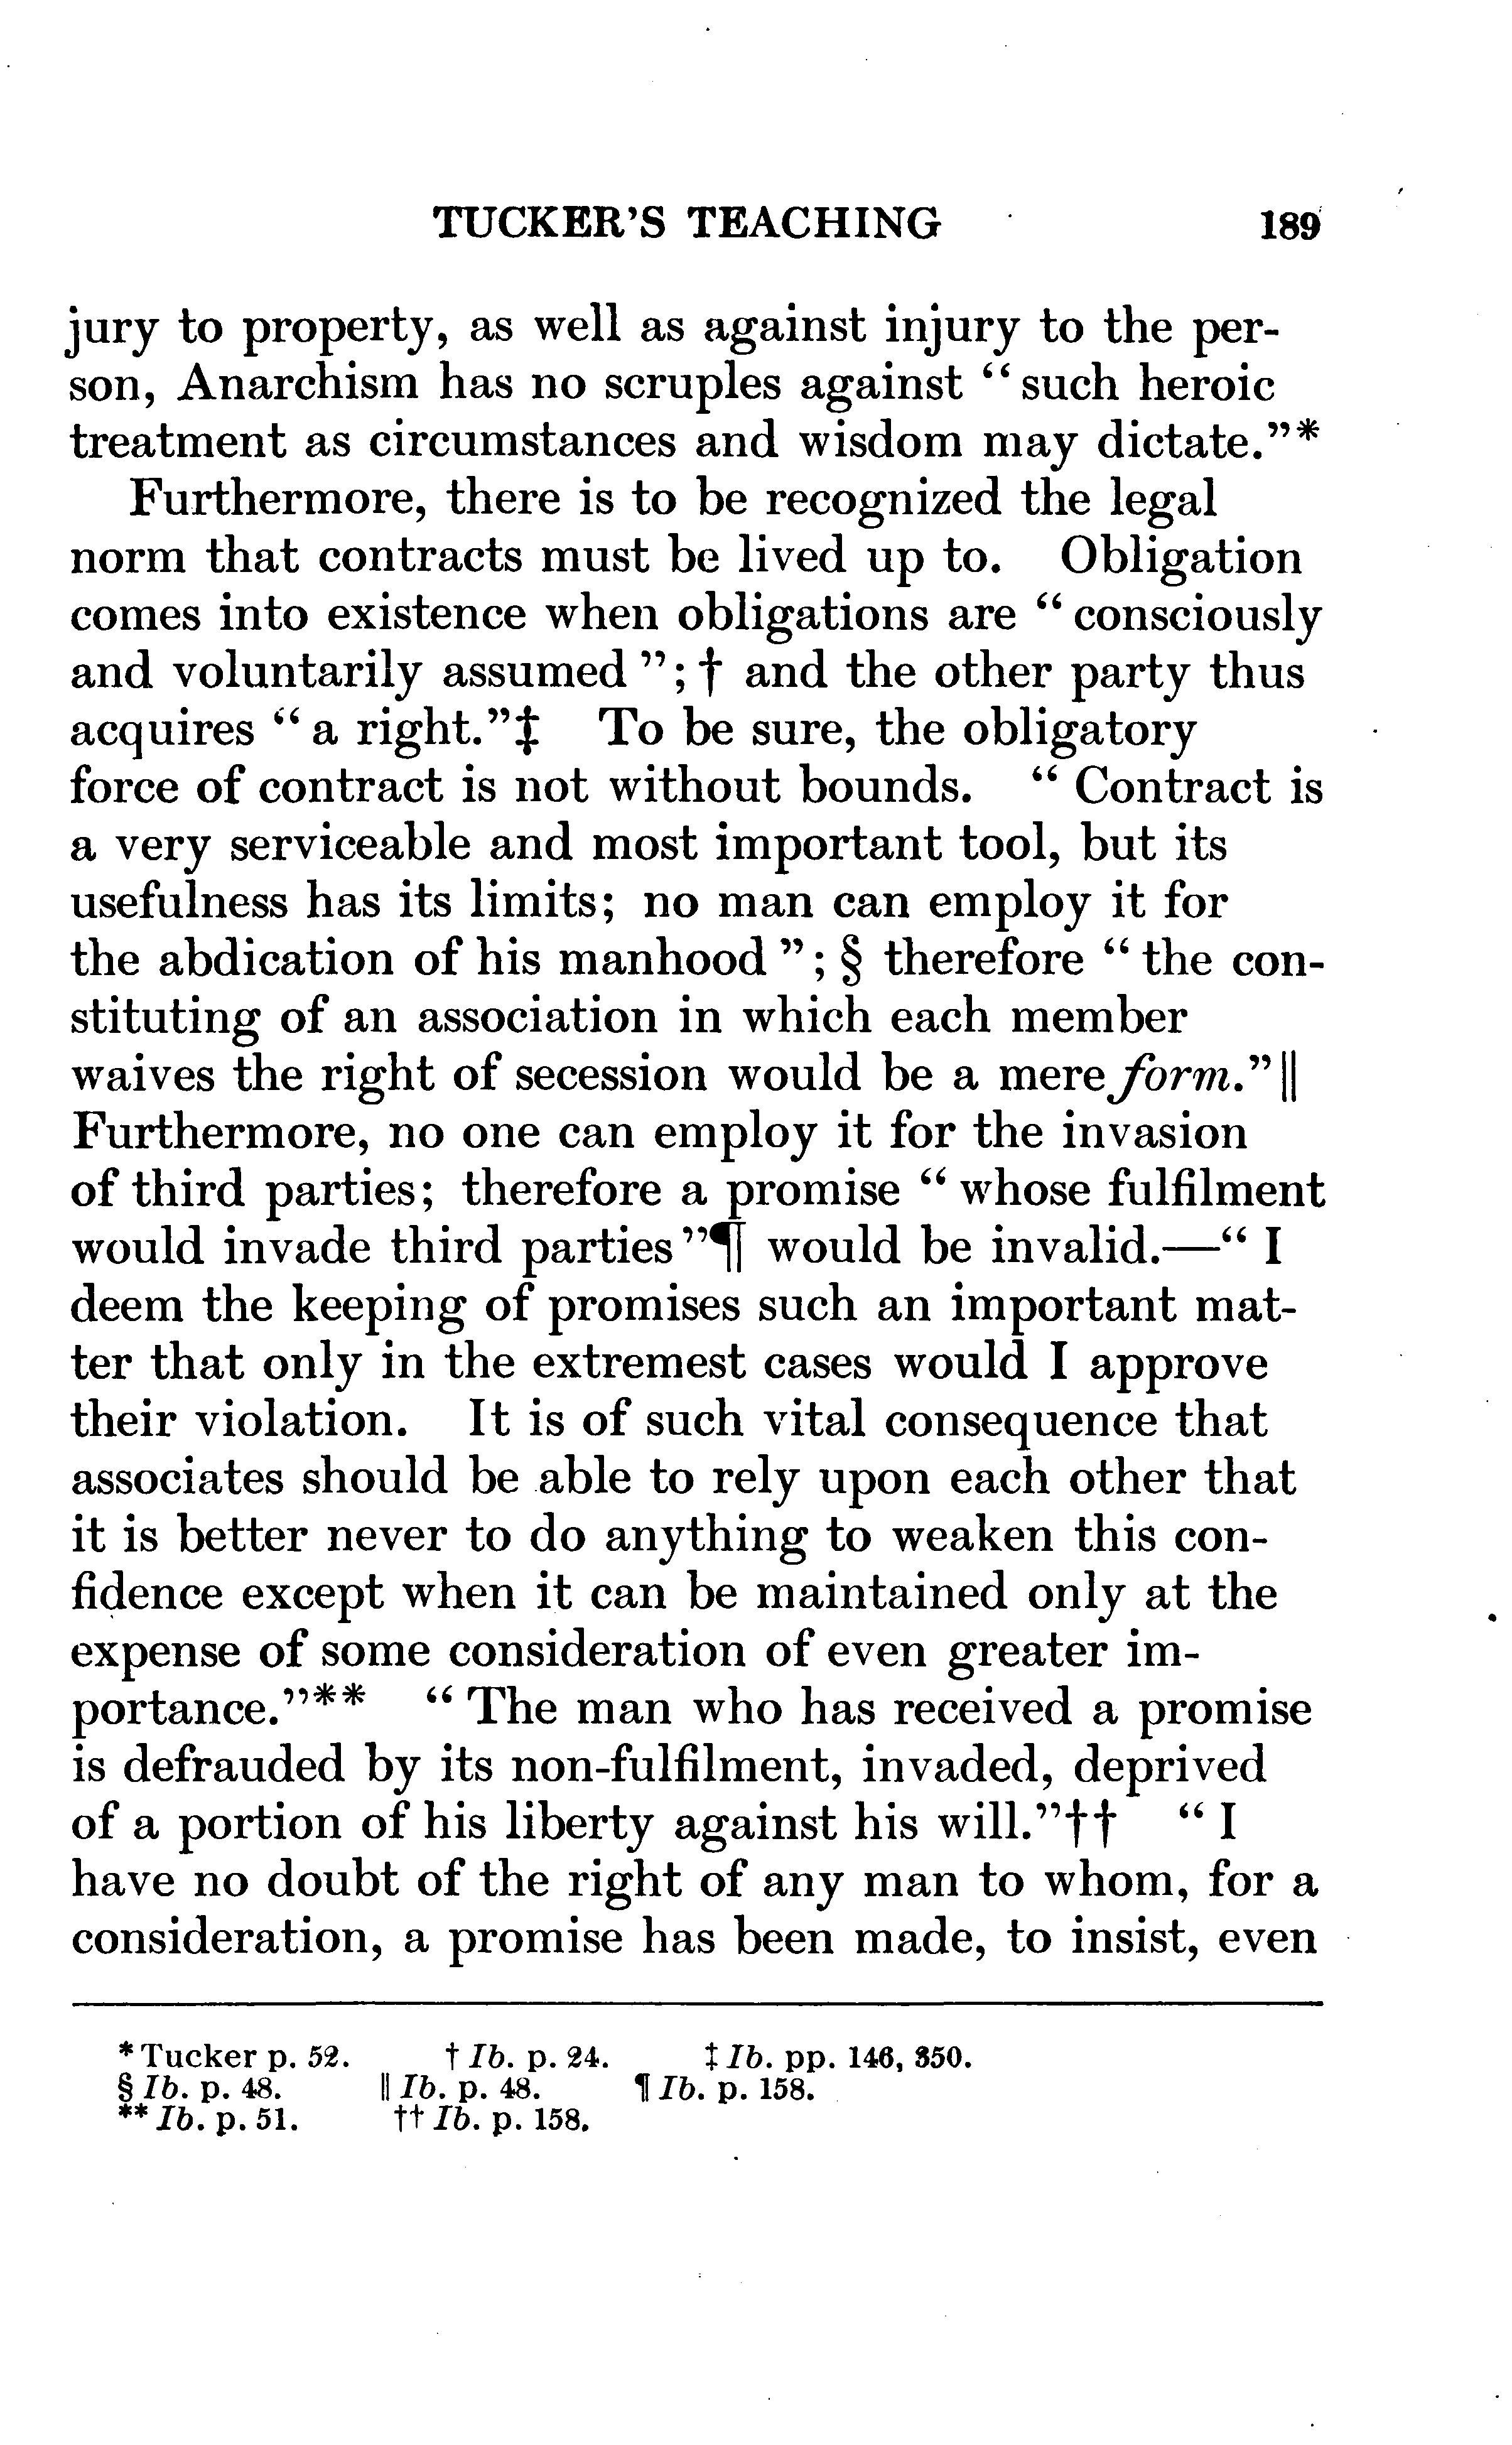 TUCKER'S TEACHING 189
jury to property, as well as against injury to the per-
son, Anarchism has no scruples against “ such heroic
treatment as circumstances and wisdom may dictate.”*
Furthermore, there is to be recognized the legal
norm that contracts must be lived up to. Obligation
comes into existence when obligations are “ consciously
and voluntarily assumed ”; † and the other party thus
acquires “ a right.”‡ To be sure, the obligatory
force of contract is not without bounds. “ Contract is
a very serviceable and most important tool, but its
usefulness has its limits; no man can employ it for
the abdication of his manhood ”; § therefore “ the con-
stituting of an association in which each member
waives the right of secession would be a mere form.”‖
Furthermore, no one can employ it for the invasion
of third parties; therefore a promise “ whose fulfilment
would invade third parties”¶ would be invalid.—“ I
deem the keeping of promises such an important mat-
ter that only in the extremest cases would I approve
their violation. It is of such vital consequence that
associates should be able to rely upon each other that
it is better never to do anything to weaken this con-
fidence except when it can be maintained only at the
expense of some consideration of even greater im-
portance.”** “ The man who has received a promise
is defrauded by its non-fulfilment, invaded, deprived
of a portion of his liberty against his will.”†† “ I
have no doubt of the right of any man to whom, for a
consideration, a promise has been made, to insist, even
* Tucker p. 52. † Ib. p. 24. ‡ Ib. pp. 146, 350.
§ Ib. p. 48. ‖ Ib. p. 48. ¶ Ib. p. 158.
** Ib. p. 51. †† Ib. p. 158.